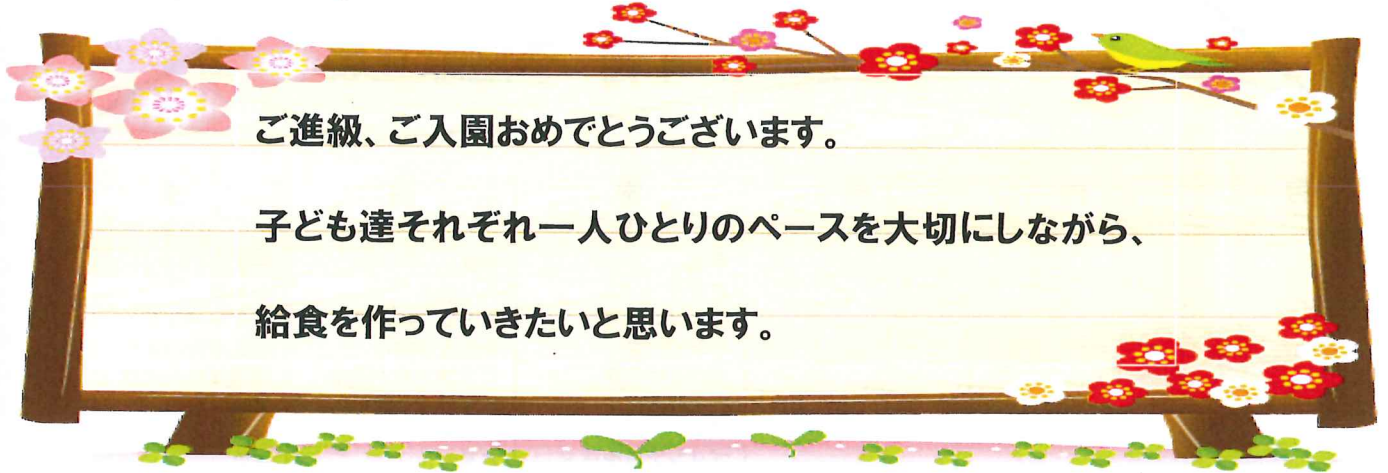 ご進級、ご入園おめでとうございます。
子ども達それぞれ一人ひとりのペースを大切にしながら、
給食を作っていきたいと思います。